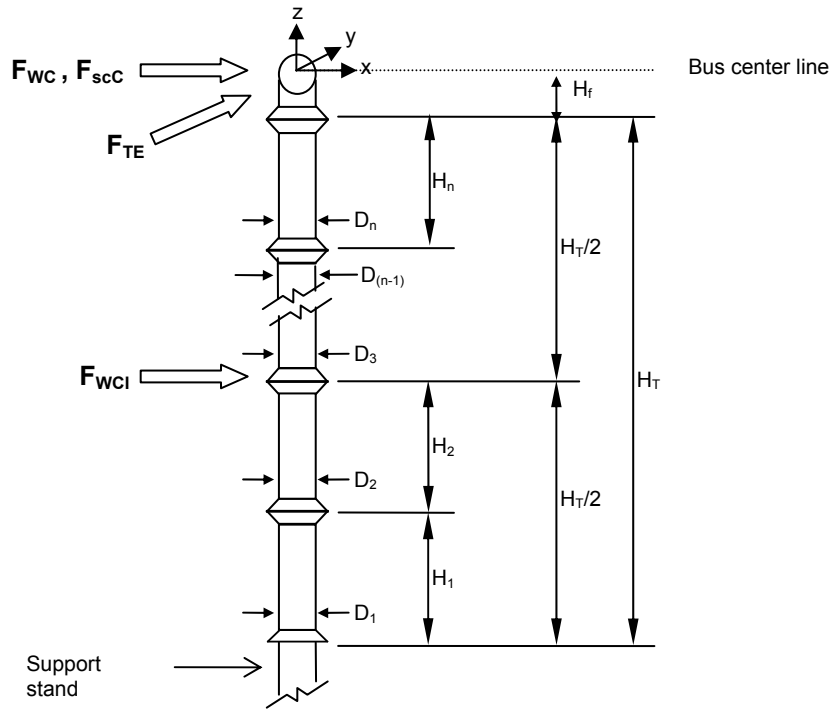 z
y
x
F_WC , F_scC
Bus center line
H_f
F_TE
H_n
D_n
H_T/2
D_(n-1)
D_3
F_WCI
H_T
H_2
D_2
H_T/2
H_1
D_1
Support
stand